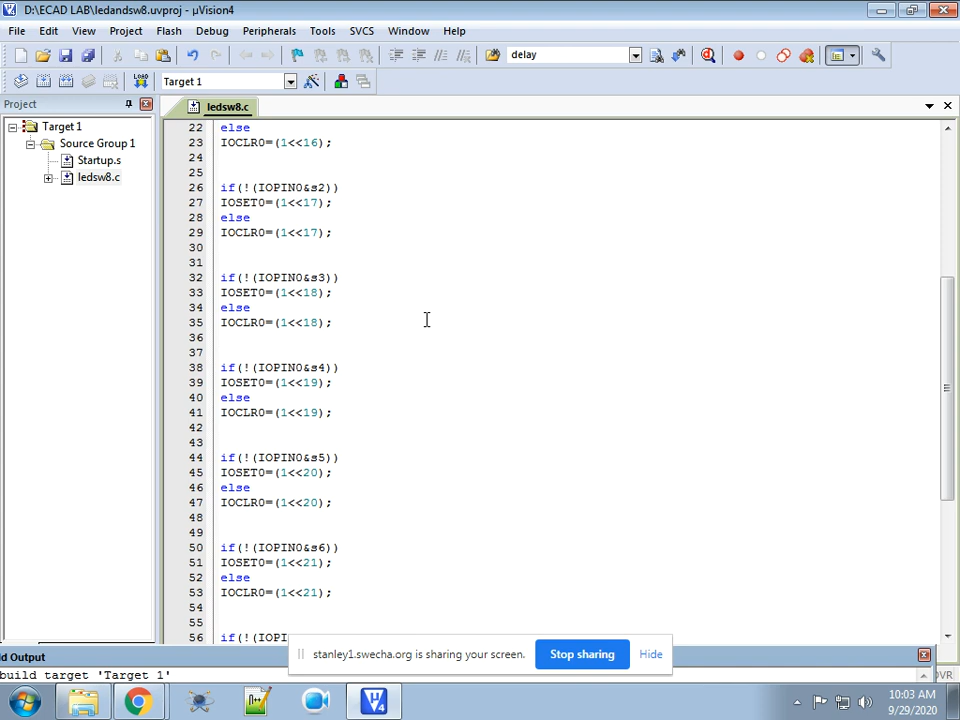 D:\ECAD LAB\ledandsw8.uvproj - µVision4
File Edit View Project Flash Debug Peripherals Tools SVCS Window Help
delay
LOAD Target 1
Project
ledsw8.c
Target 1
Source Group 1
Startup.s
ledsw8.c
22 else
23 IOCLR0=(1<<16);
24
25
26 if(!(IOPIN0&s2))
27 IOSET0=(1<<17);
28 else
29 IOCLR0=(1<<17);
30
31
32 if(!(IOPIN0&s3))
33 IOSET0=(1<<18);
34 else
35 IOCLR0=(1<<18);
36
37
38 if(!(IOPIN0&s4))
39 IOSET0=(1<<19);
40 else
41 IOCLR0=(1<<19);
42
43
44 if(!(IOPIN0&s5))
45 IOSET0=(1<<20);
46 else
47 IOCLR0=(1<<20);
48
49
50 if(!(IOPIN0&s6))
51 IOSET0=(1<<21);
52 else
53 IOCLR0=(1<<21);
54
55
56 if(!(IOPI
stanley1.swecha.org is sharing your screen. Stop sharing Hide
d Output
build target 'Target 1'
OVR
10:03 AM
9/29/2020